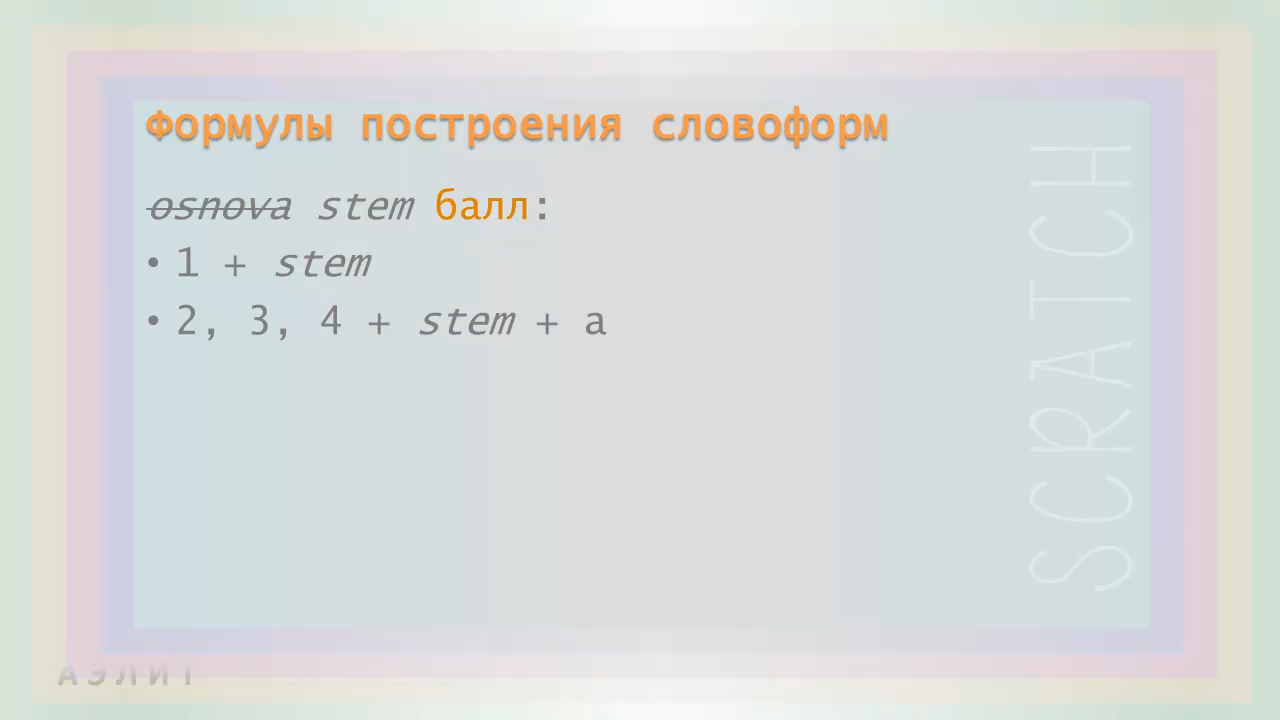 Формулы построения словоформ
osnova stem балл:
• 1 + stem
• 2, 3, 4 + stem + а
SCRATCH
АЭЛИТ